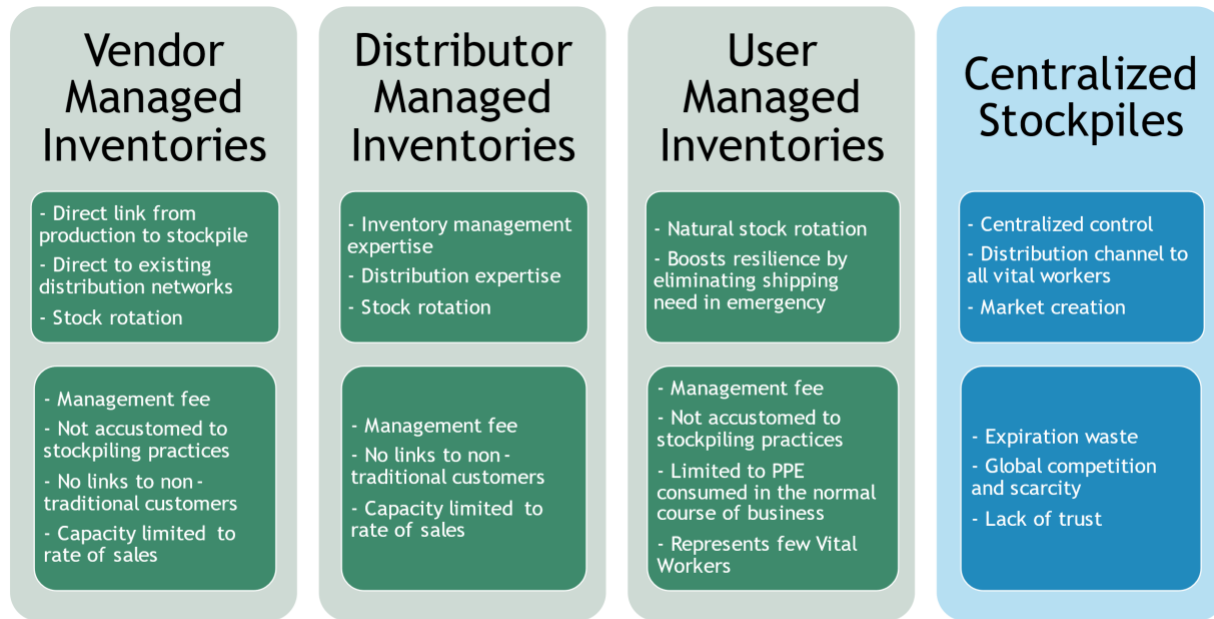 Vendor
Managed
Inventories
- Direct link from
production to stockpile
- Direct to existing
distribution networks
- Stock rotation
- Management fee
- Not accustomed to
stockpiling practices
- No links to non-
traditional customers
- Capacity limited to
rate of sales
Distributor
Managed
Inventories
- Inventory management
expertise
- Distribution expertise
- Stock rotation
- Management fee
- No links to non-
traditional customers
- Capacity limited to
rate of sales
User
Managed
Inventories
- Natural stock rotation
- Boosts resilience by
eliminating shipping
need in emergency
- Management fee
- Not accustomed to
stockpiling practices
- Limited to PPE
consumed in the normal
course of business
- Represents few Vital
Workers
Centralized
Stockpiles
- Centralized control
- Distribution channel to
all vital workers
- Market creation
- Expiration waste
- Global competition
and scarcity
- Lack of trust